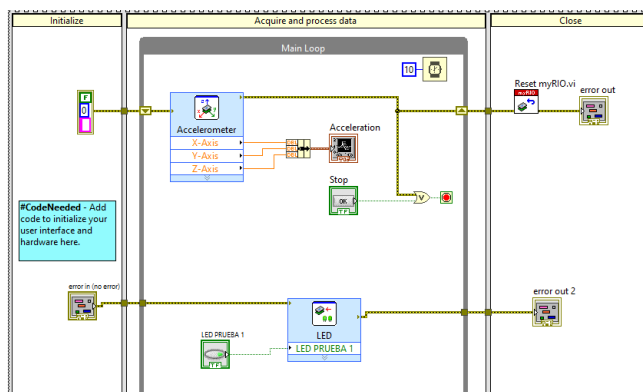 Initialize
Acquire and process data
Close
Main Loop
10
F
0
Accelerometer
X-Axis
Y-Axis
Z-Axis
Acceleration
Reset myRIO.vi
myRIO
error out
Stop
OK
TF
V
#CodeNeeded - Add
code to initialize your
user interface and
hardware here.
error in (no error)
error out 2
LED
LED PRUEBA 1
LED PRUEBA 1
TF